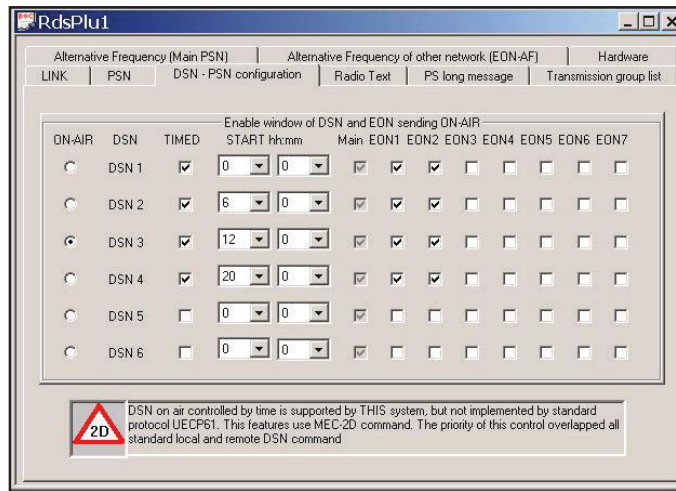 RdsPlu1
Alternative Frequency (Main PSN) Alternative Frequency of other network (EON-AF) Hardware
LINK PSN DSN - PSN configuration Radio Text PS long message Transmission group list
Enable window of DSN and EON sending ON-AIR
ON-AIR DSN TIMED START hh:mm Main EON1 EON2 EON3 EON4 EON5 EON6 EON7
DSN 1 0 0
DSN 2 6 0
DSN 3 12 0
DSN 4 20 0
DSN 5 0 0
DSN 6 0 0
DSN on air controlled by time is supported by THIS system, but not implemented by standard
2D protocol UECP61. This features use MEC-2D command. The priority of this control overlapped all
standard local and remote DSN command